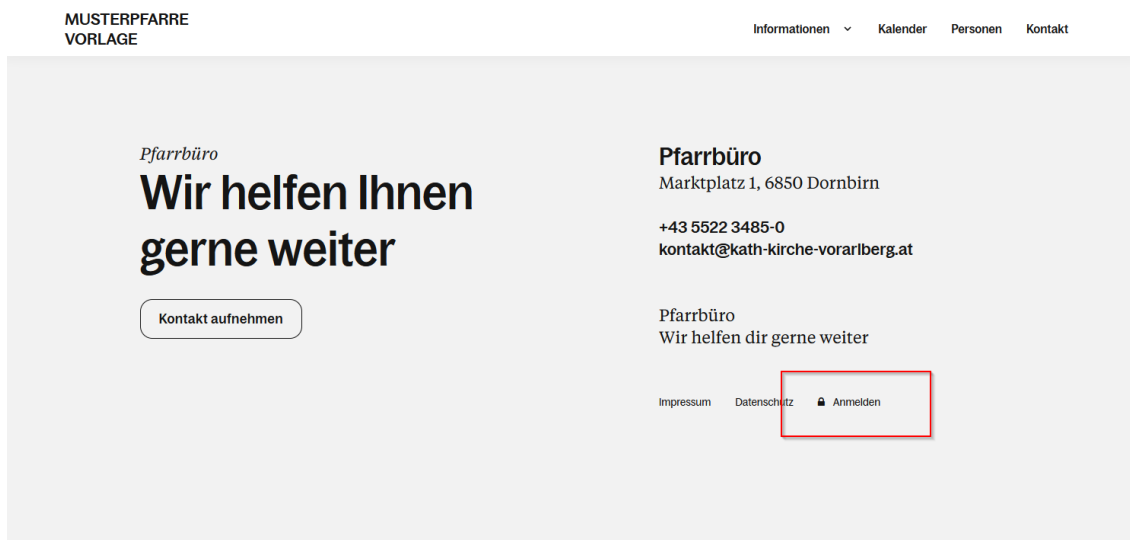 MUSTERPFARRE
VORLAGE
Informationen Kalender Personen Kontakt
Pfarrbüro
Wir helfen Ihnen
gerne weiter
Kontakt aufnehmen
Pfarrbüro
Marktplatz 1, 6850 Dornbirn
+43 5522 3485-0
kontakt@kath-kirche-vorarlberg.at
Pfarrbüro
Wir helfen dir gerne weiter
Impressum Datenschutz Anmelden